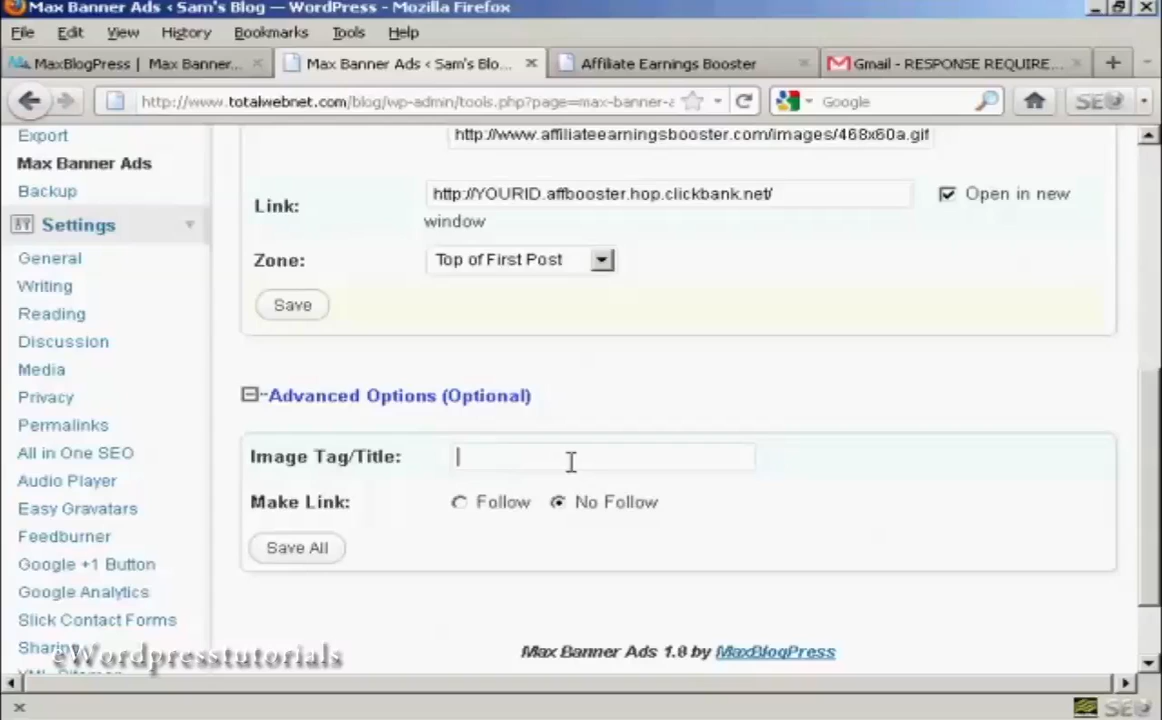 Max Banner Ads ‹ Sam's Blog — WordPress - Mozilla Firefox
File Edit View History Bookmarks Tools Help
MaxBlogPress | Max Banner... Max Banner Ads ‹ Sam's Blo... Affiliate Earnings Booster Gmail - RESPONSE REQUIRE...
http://www.totalwebnet.com/blog/wp-admin/tools.php?page=max-banner-a Google SEO
Export
http://www.affiliateearningsbooster.com/images/468x60a.gif
Max Banner Ads
Backup
Link: http://YOURID.affbooster.hop.clickbank.net/ Open in new
window
Settings
General
Zone: Top of First Post
Writing
Save
Reading
Discussion
Media
Privacy
Advanced Options (Optional)
Permalinks
All in One SEO
Image Tag/Title:
Audio Player
Make Link: Follow No Follow
Easy Gravatars
Feedburner
Save All
Google +1 Button
Google Analytics
Slick Contact Forms
Sharing
eWordpresstutorials
Max Banner Ads 1.0 by MaxBlogPress
SEO